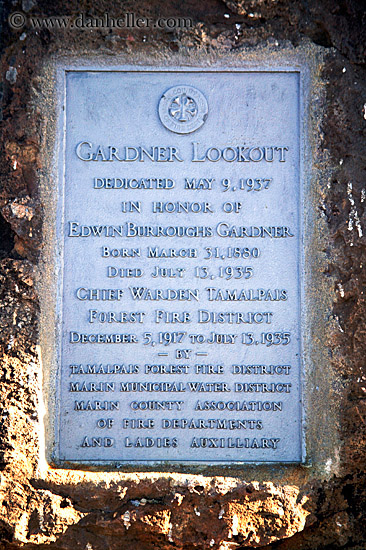 © www.danheller.com
GARDNER LOOKOUT
DEDICATED MAY 9, 1937
IN HONOR OF
EDWIN BURROUGHS GARDNER
BORN MARCH 31, 1880
DIED JULY 13, 1935
CHIEF WARDEN TAMALPAIS
FOREST FIRE DISTRICT
DECEMBER 5, 1917 TO JULY 13, 1935
— BY —
TAMALPAIS FOREST FIRE DISTRICT
MARIN MUNICIPAL WATER DISTRICT
MARIN COUNTY ASSOCIATION
OF FIRE DEPARTMENTS
AND LADIES AUXILLIARY